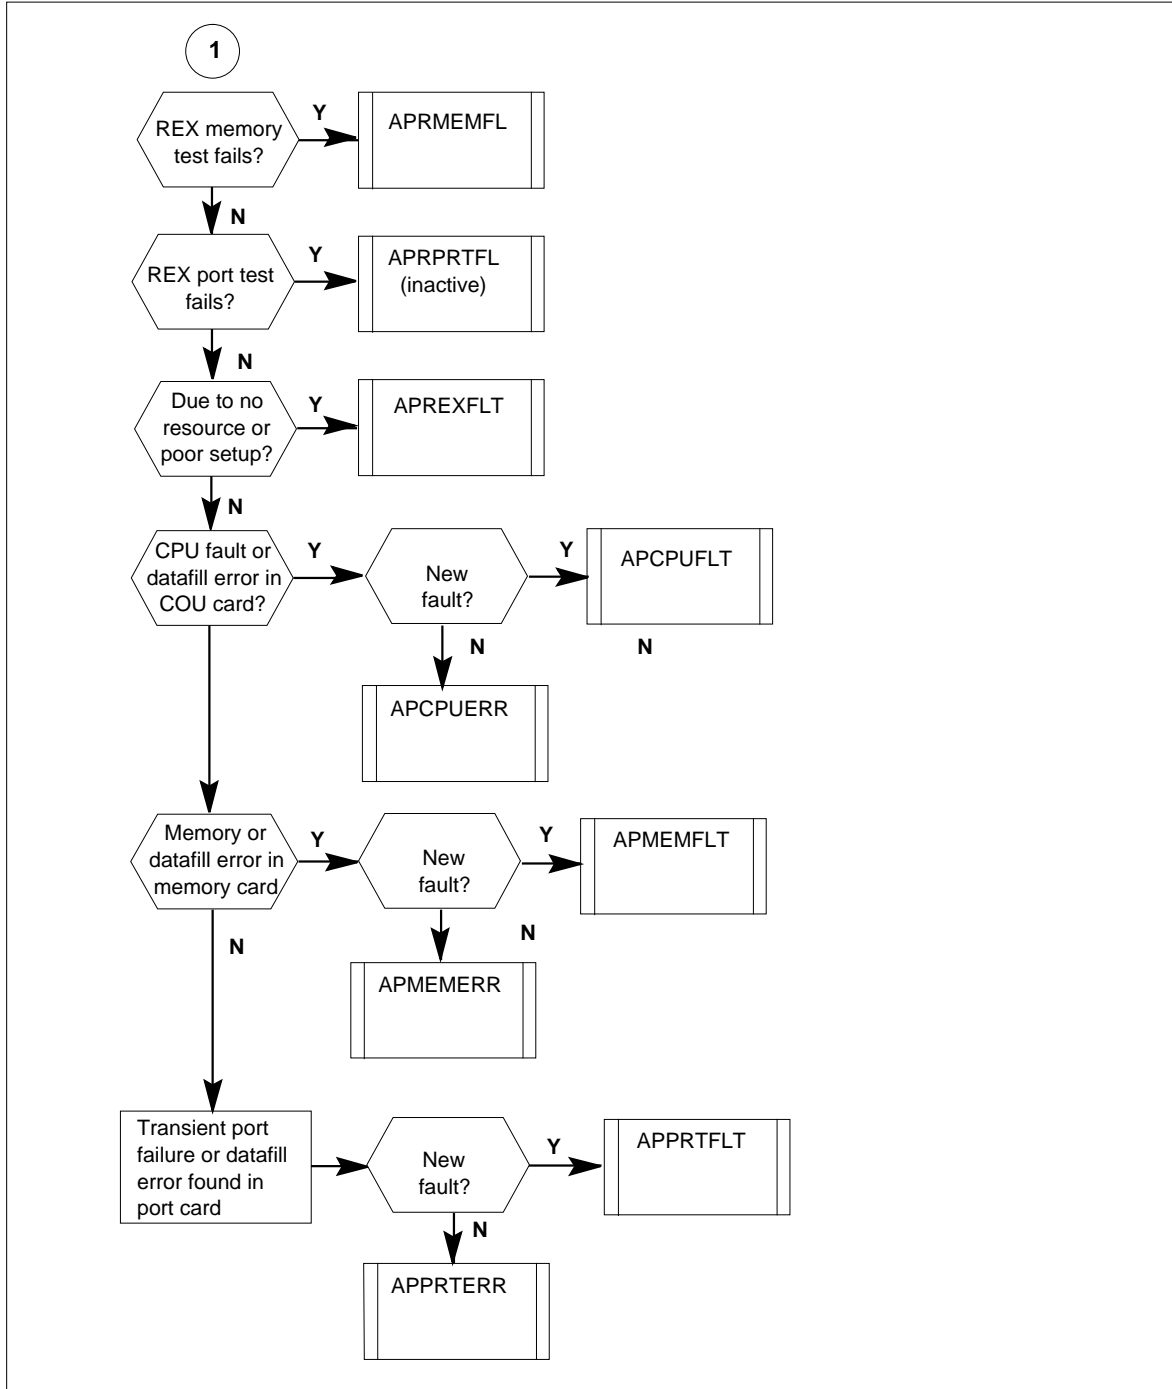 1
REX memory
test fails?
Y
APRMEMFL
N
REX port test
fails?
Y
APRPRTFL
(inactive)
N
Due to no
resource or
poor setup?
Y
APREXFLT
N
CPU fault or
datafill error in
COU card?
Y
New
fault?
Y
APCPUFLT
N
N
APCPUERR
Memory or
datafill error in
memory card
Y
New
fault?
Y
APMEMFLT
N
N
APMEMERR
Transient port
failure or datafill
error found in
port card
New
fault?
Y
APPRTFLT
N
APPRTERR